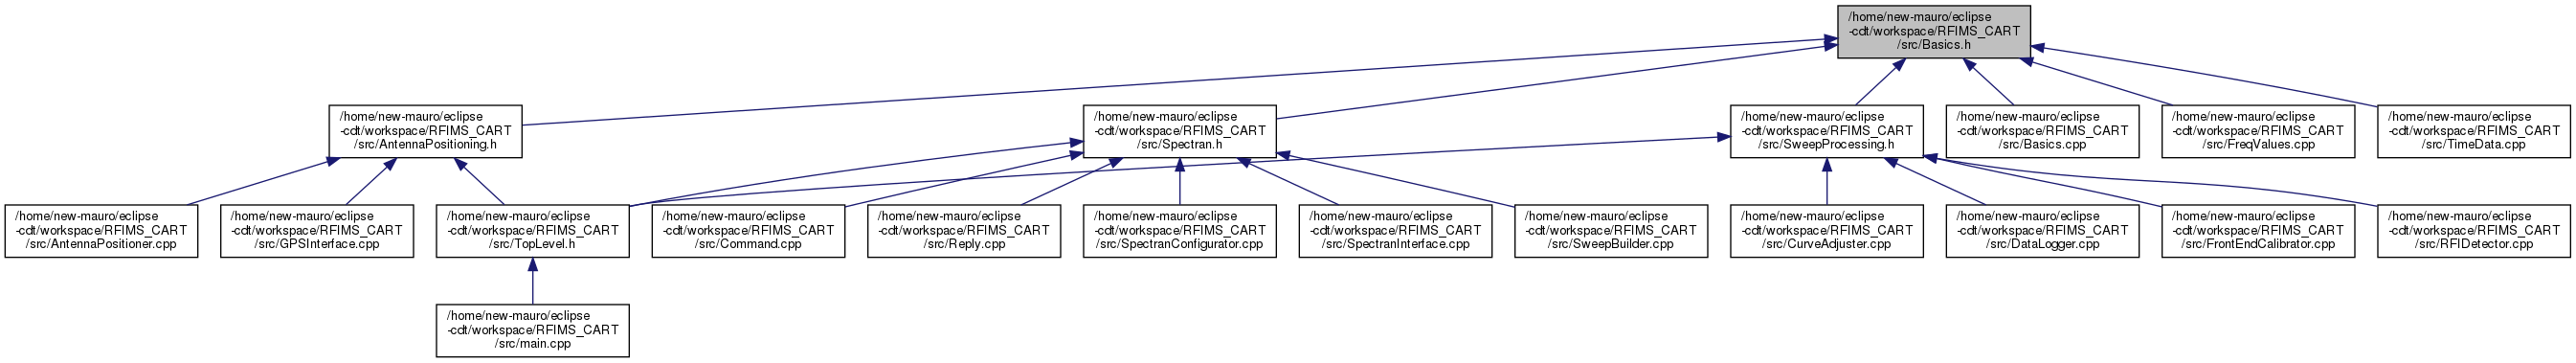 /home/new-mauro/eclipse
-cdt/workspace/RFIMS_CART
/src/Basics.h
/home/new-mauro/eclipse
-cdt/workspace/RFIMS_CART
/src/AntennaPositioning.h
/home/new-mauro/eclipse
-cdt/workspace/RFIMS_CART
/src/Spectran.h
/home/new-mauro/eclipse
-cdt/workspace/RFIMS_CART
/src/SweepProcessing.h
/home/new-mauro/eclipse
-cdt/workspace/RFIMS_CART
/src/Basics.cpp
/home/new-mauro/eclipse
-cdt/workspace/RFIMS_CART
/src/FreqValues.cpp
/home/new-mauro/eclipse
-cdt/workspace/RFIMS_CART
/src/TimeData.cpp
/home/new-mauro/eclipse
-cdt/workspace/RFIMS_CART
/src/AntennaPositioner.cpp
/home/new-mauro/eclipse
-cdt/workspace/RFIMS_CART
/src/GPSInterface.cpp
/home/new-mauro/eclipse
-cdt/workspace/RFIMS_CART
/src/TopLevel.h
/home/new-mauro/eclipse
-cdt/workspace/RFIMS_CART
/src/Command.cpp
/home/new-mauro/eclipse
-cdt/workspace/RFIMS_CART
/src/Reply.cpp
/home/new-mauro/eclipse
-cdt/workspace/RFIMS_CART
/src/SpectranConfigurator.cpp
/home/new-mauro/eclipse
-cdt/workspace/RFIMS_CART
/src/SpectranInterface.cpp
/home/new-mauro/eclipse
-cdt/workspace/RFIMS_CART
/src/SweepBuilder.cpp
/home/new-mauro/eclipse
-cdt/workspace/RFIMS_CART
/src/CurveAdjuster.cpp
/home/new-mauro/eclipse
-cdt/workspace/RFIMS_CART
/src/DataLogger.cpp
/home/new-mauro/eclipse
-cdt/workspace/RFIMS_CART
/src/FrontEndCalibrator.cpp
/home/new-mauro/eclipse
-cdt/workspace/RFIMS_CART
/src/RFIDetector.cpp
/home/new-mauro/eclipse
-cdt/workspace/RFIMS_CART
/src/main.cpp